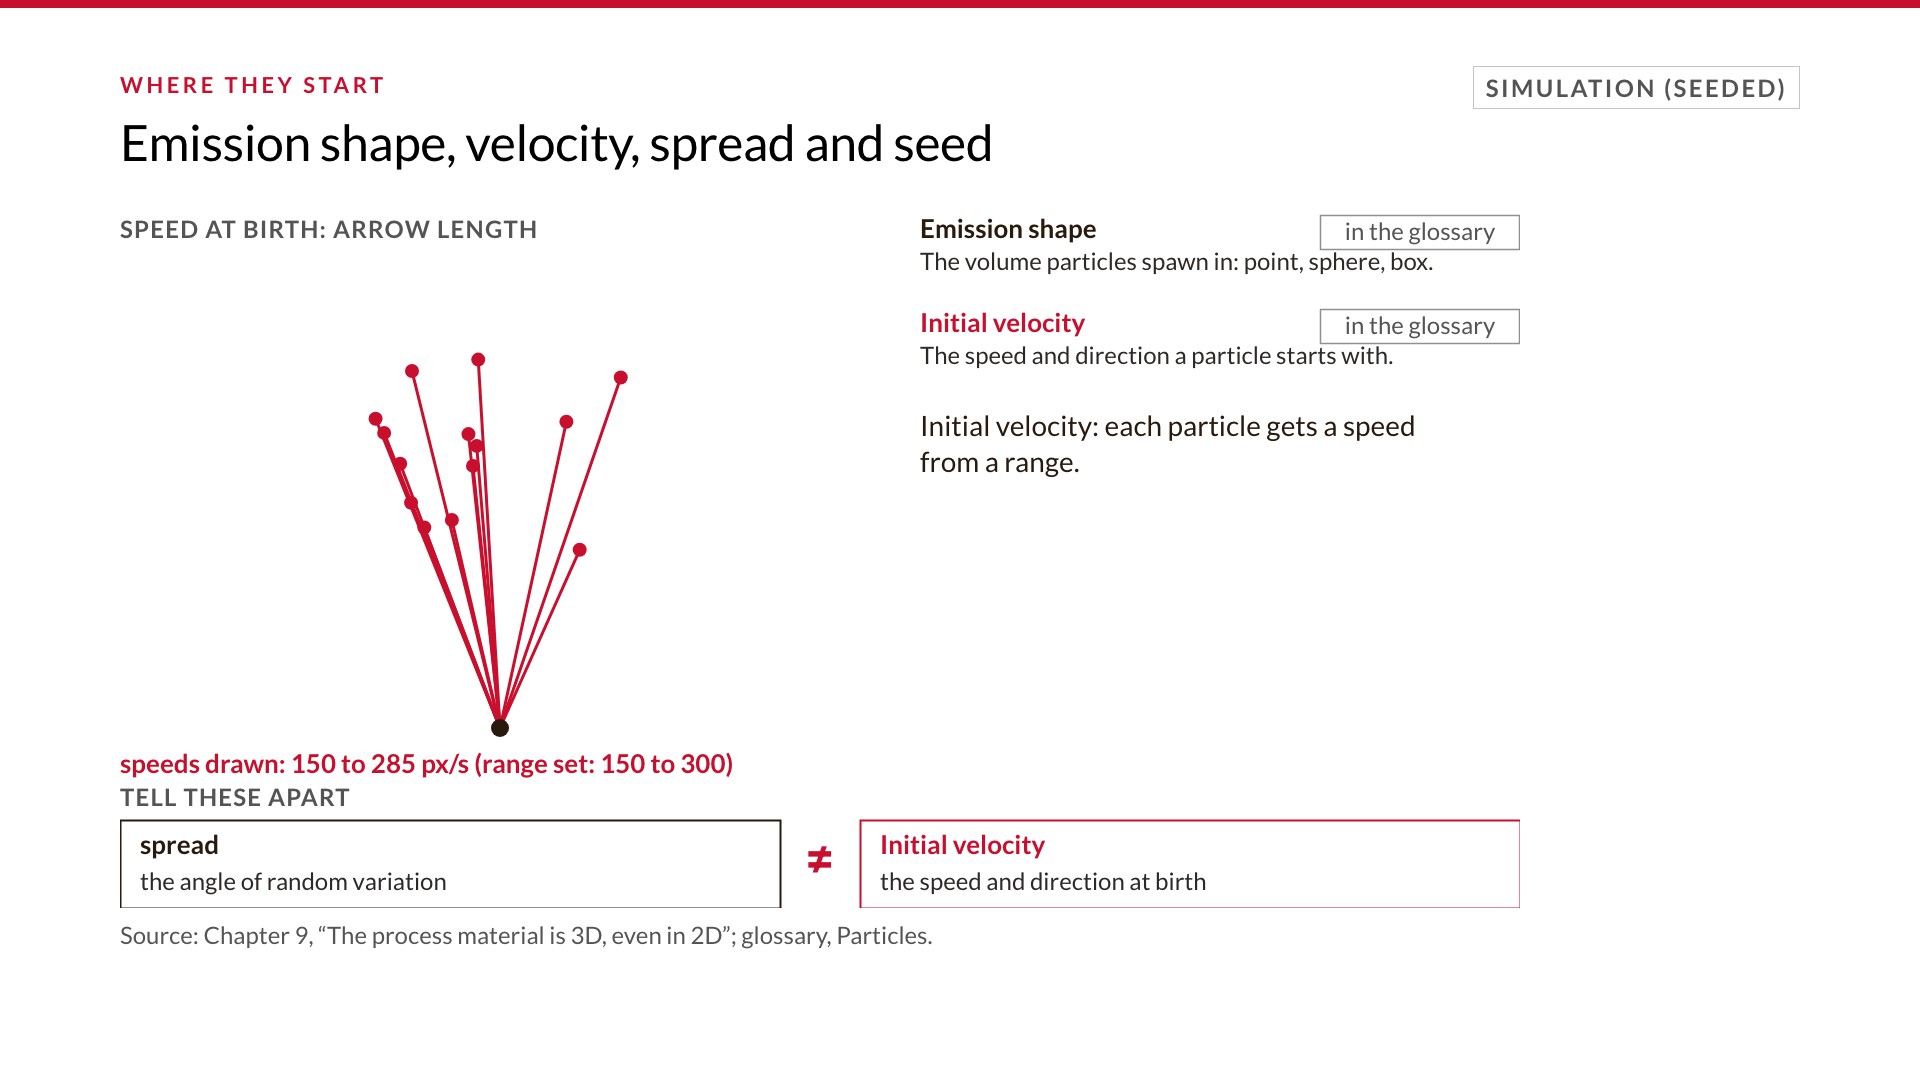 WHERE THEY START
SIMULATION (SEEDED)
Emission shape, velocity, spread and seed
SPEED AT BIRTH: ARROW LENGTH
Emission shape
in the glossary
The volume particles spawn in: point, sphere, box.
Initial velocity
in the glossary
The speed and direction a particle starts with.
Initial velocity: each particle gets a speed
from a range.
speeds drawn: 150 to 285 px/s (range set: 150 to 300)
TELL THESE APART
spread
the angle of random variation
≠
Initial velocity
the speed and direction at birth
Source: Chapter 9, “The process material is 3D, even in 2D”; glossary, Particles.